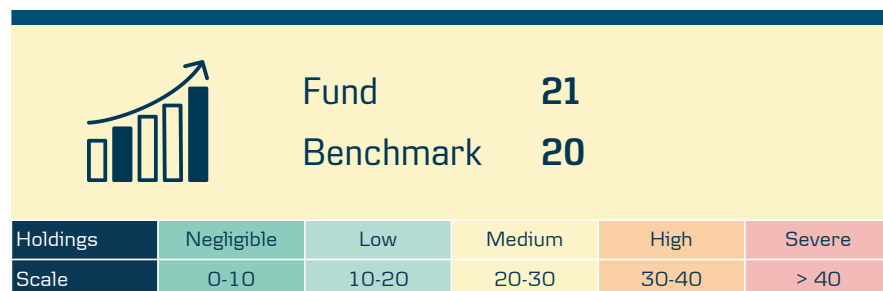 Fund 21
Benchmark 20
Holdings Negligible Low Medium High Severe
Scale 0-10 10-20 20-30 30-40 > 40